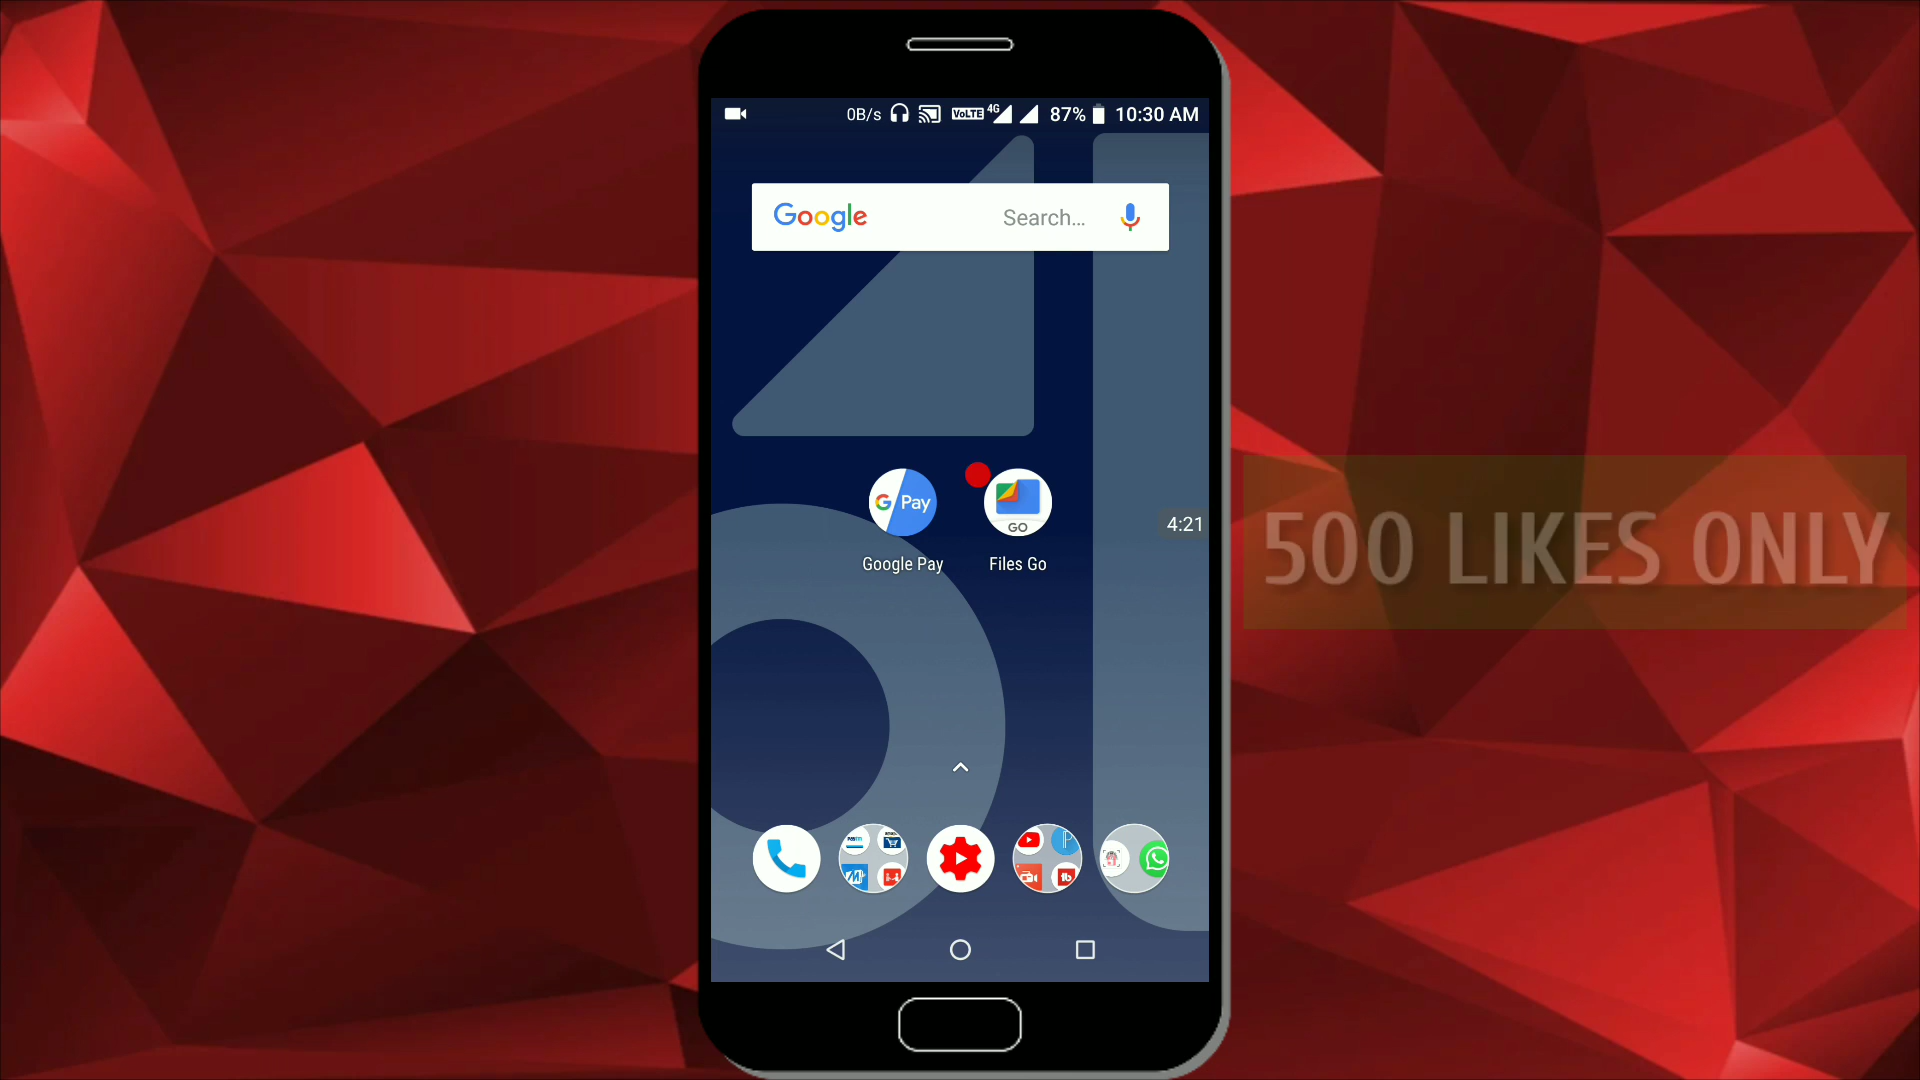 0B/s VoLTE 4G 87% 10:30 AM
Google Search...
G Pay
GO
4:21
500 LIKES ONLY
Google Pay Files Go